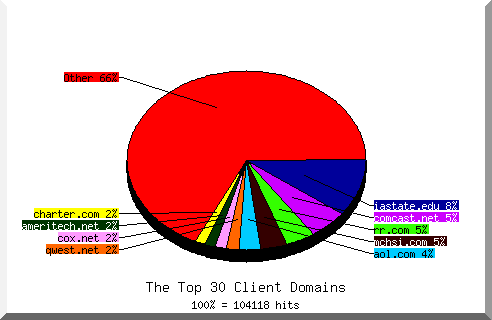 Other 66%
iastate.edu 8%
charter.com 2%
comcast.net 5%
ameritech.net 2%
rr.com 5%
cox.net 2%
mchsi.com 5%
qwest.net 2%
aol.com 4%
The Top 30 Client Domains
100% = 104118 hits